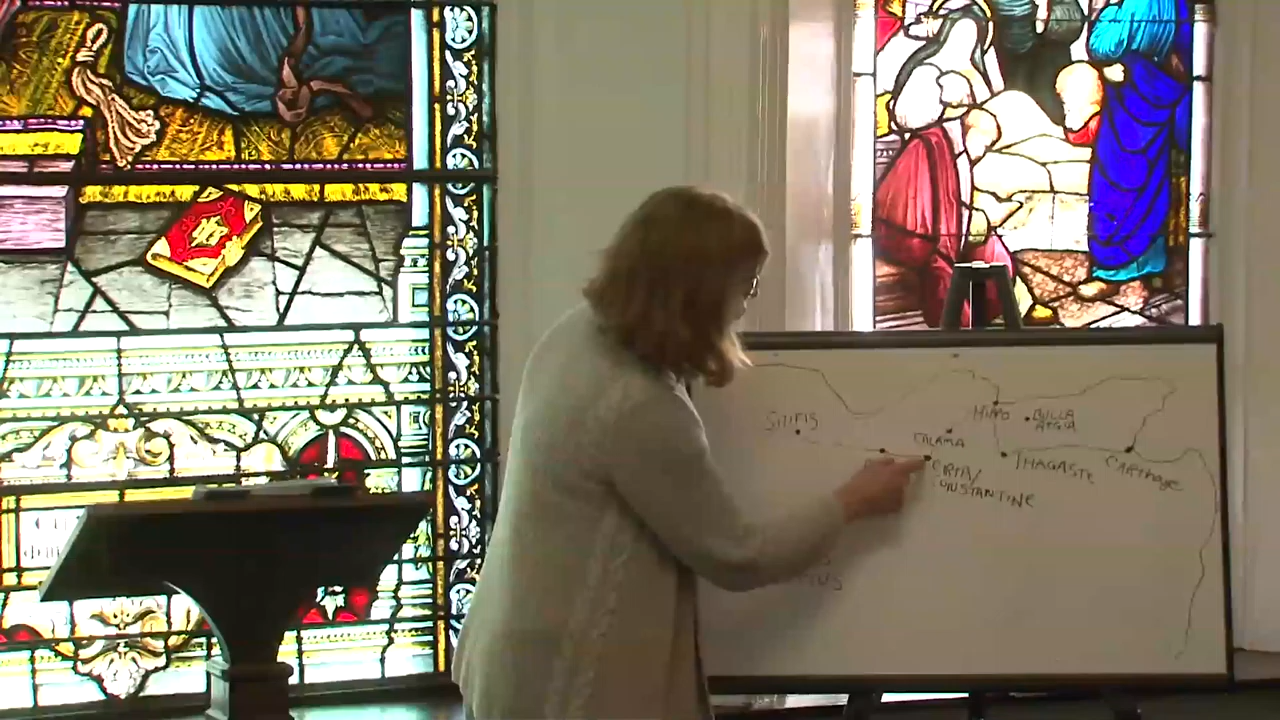 SITIFIS
HIPPO
BULLA
REGIA
CALAMA
THAGASTE
CARTHAGE
CIRTA/
CONSTANTINE